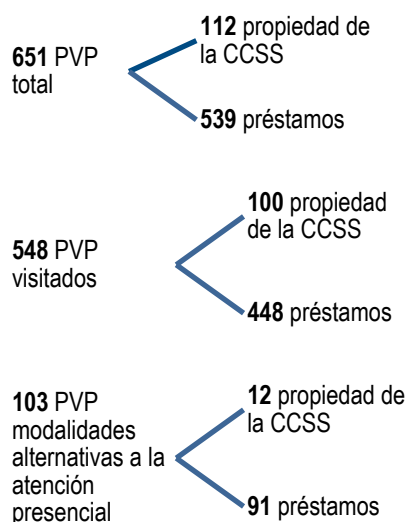 651 PVP
total
112 propiedad de
la CCSS
539 préstamos
548 PVP
visitados
100 propiedad
de la CCSS
448 préstamos
103 PVP
modalidades
alternativas a la
atención
presencial
12 propiedad de
la CCSS
91 préstamos